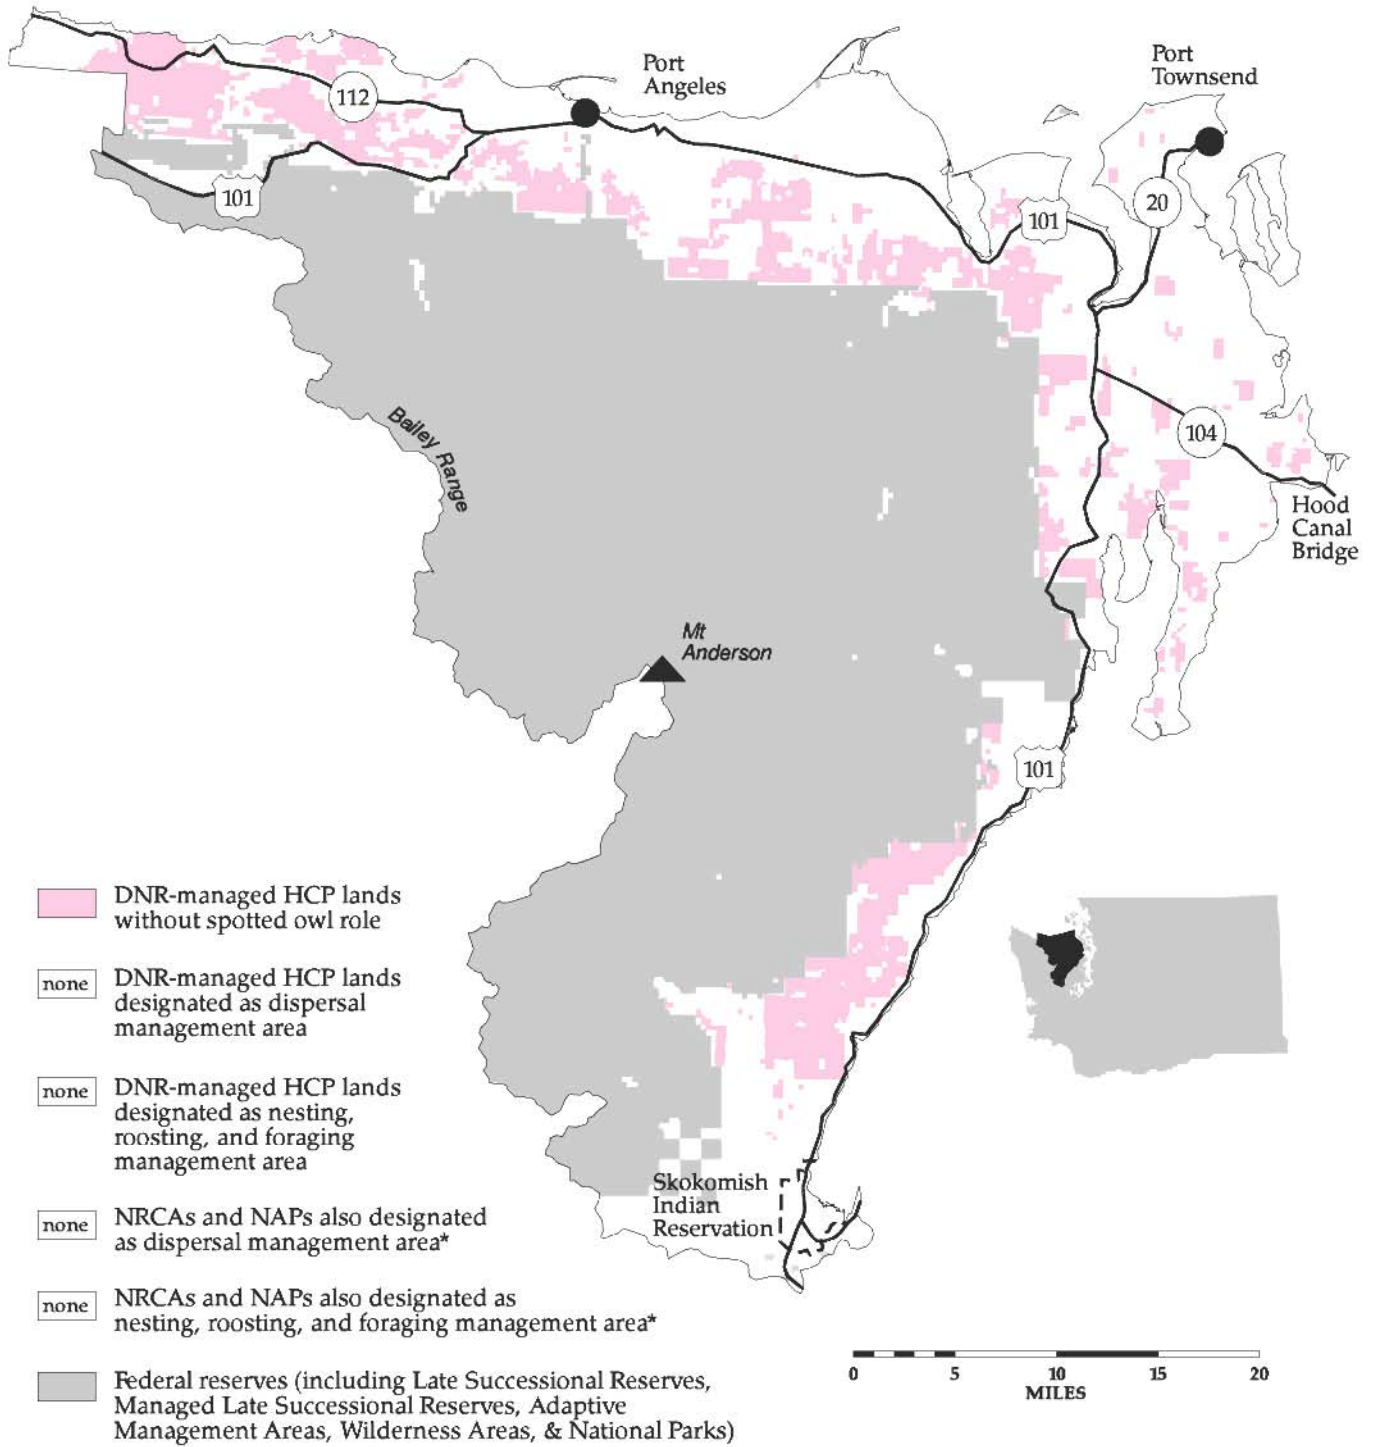 Port
Angeles
Port
Townsend
112
101
101
20
104
Bailey Range
Hood
Canal
Bridge
Mt
Anderson
101
DNR-managed HCP lands
without spotted owl role
none
DNR-managed HCP lands
designated as dispersal
management area
none
DNR-managed HCP lands
designated as nesting,
roosting, and foraging
management area
Skokomish
Indian
Reservation
none
NRCAs and NAPs also designated
as dispersal management area*
none
NRCAs and NAPs also designated as
nesting, roosting, and foraging management area*
Federal reserves (including Late Successional Reserves,
Managed Late Successional Reserves, Adaptive
Management Areas, Wilderness Areas, & National Parks)
0 5 10 15 20
MILES